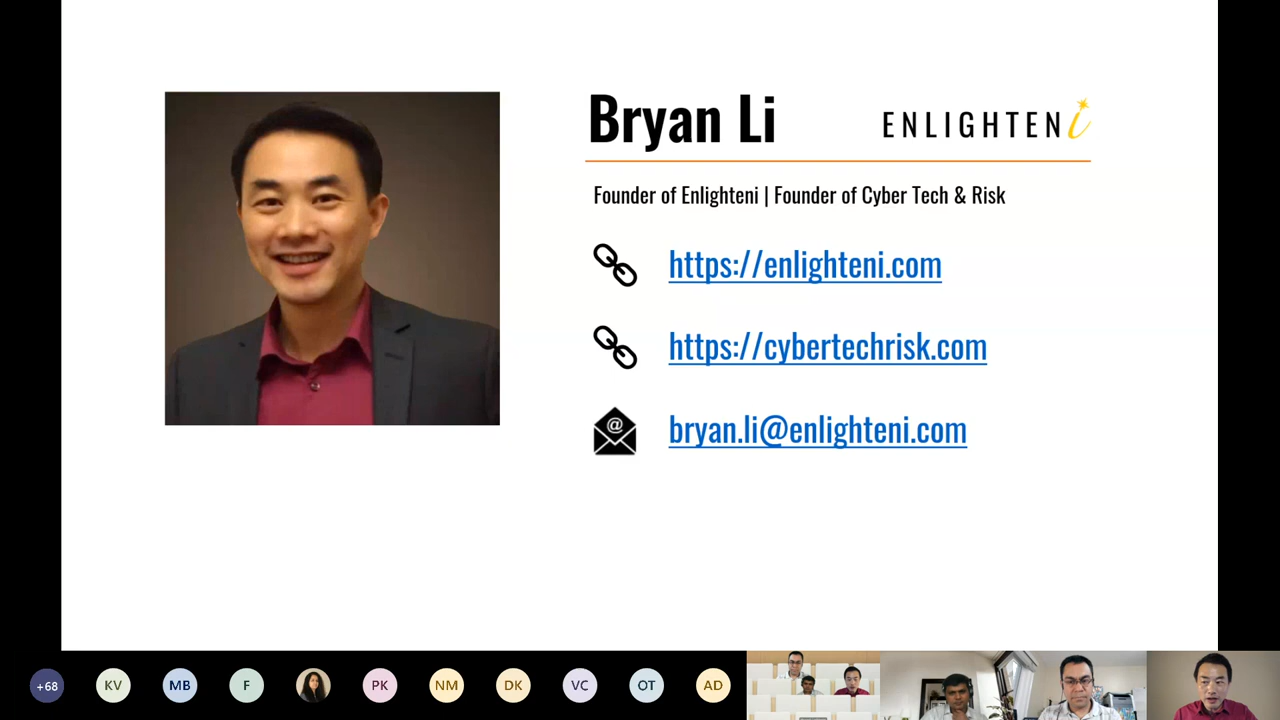 Bryan Li
ENLIGHTENi
Founder of Enlighteni | Founder of Cyber Tech & Risk
https://enlighteni.com
https://cybertechrisk.com
@
bryan.li@enlighteni.com
+68 KV MB F PK NM DK VC OT AD